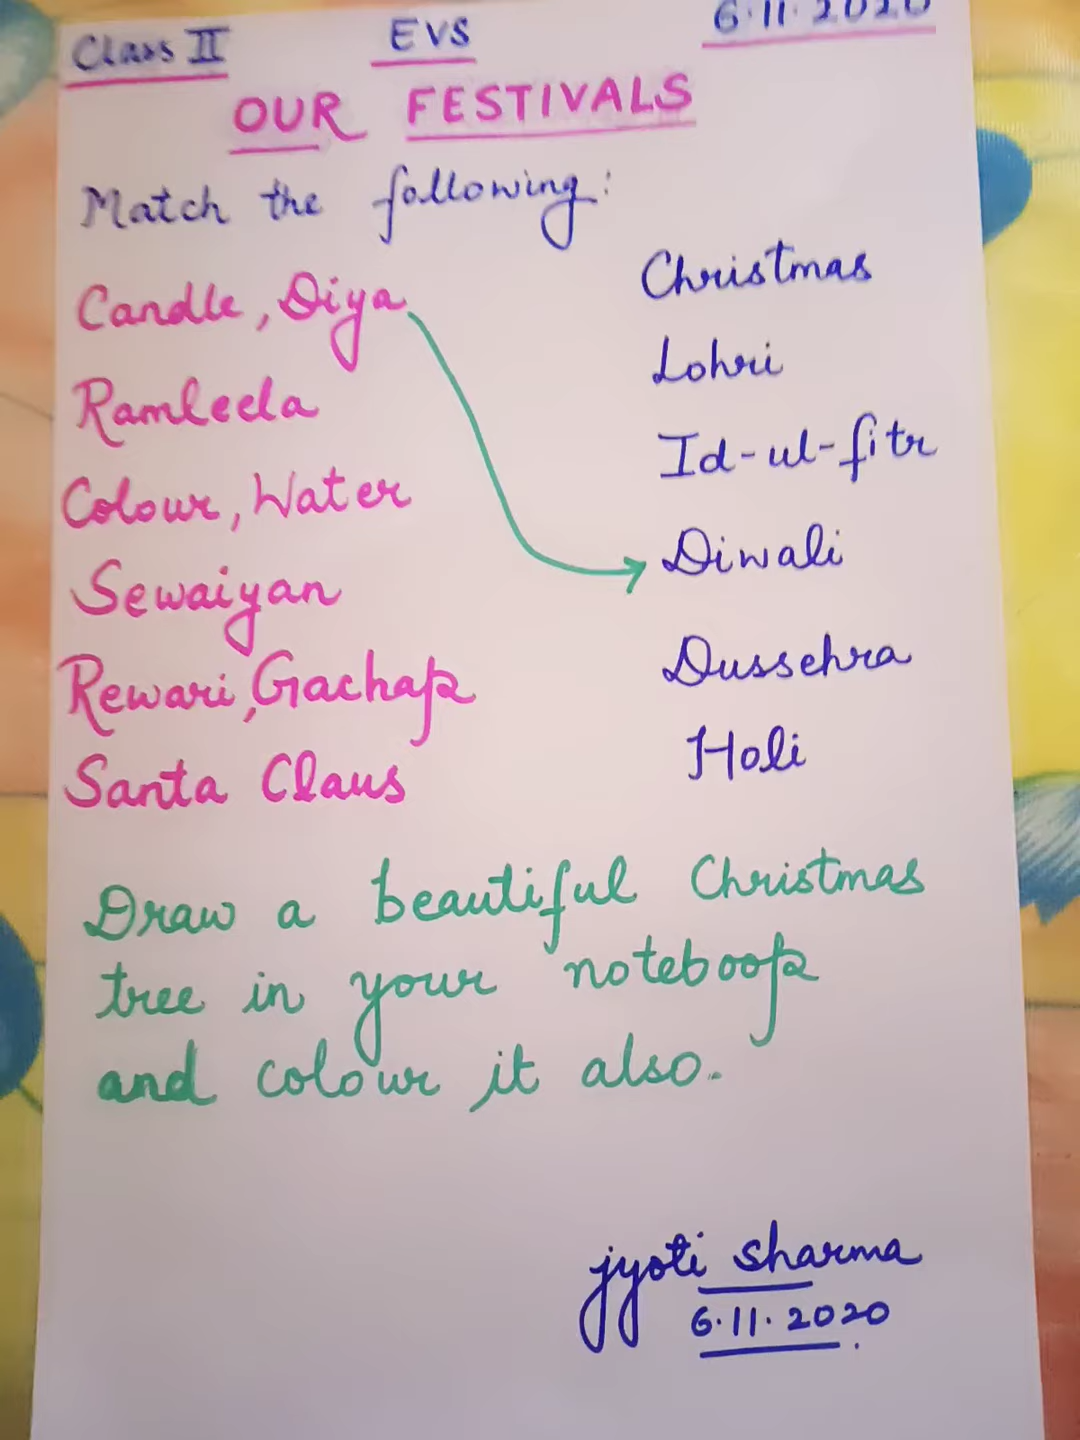 Class II EVS 6.11.2020
OUR FESTIVALS
Match the following:
Candle, Diya Christmas
Ramleela Lohri
Colour, Water Id-ul-fitr
Sewaiyan Diwali
Rewari, Gachak Dussehra
Santa Claus Holi
Draw a beautiful Christmas
tree in your notebook
and colour it also.
jyoti sharma
6.11.2020